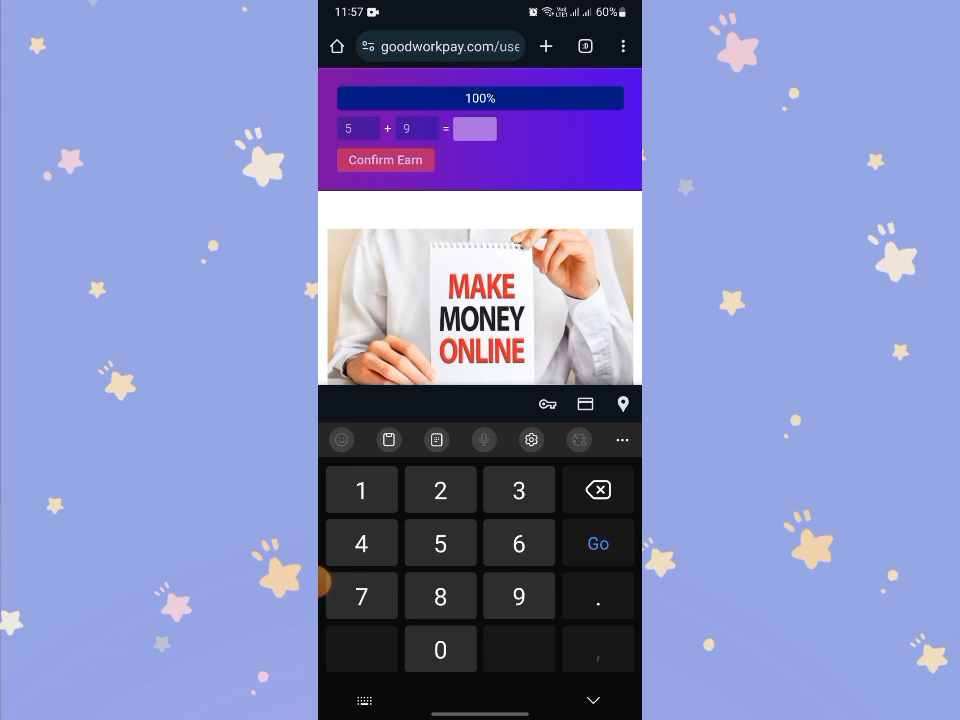 11:57
60%
goodworkpay.com/use
100%
5 + 9 =
Confirm Earn
MAKE
MONEY
ONLINE
1 2 3
4 5 6 Go
7 8 9 .
0 ,